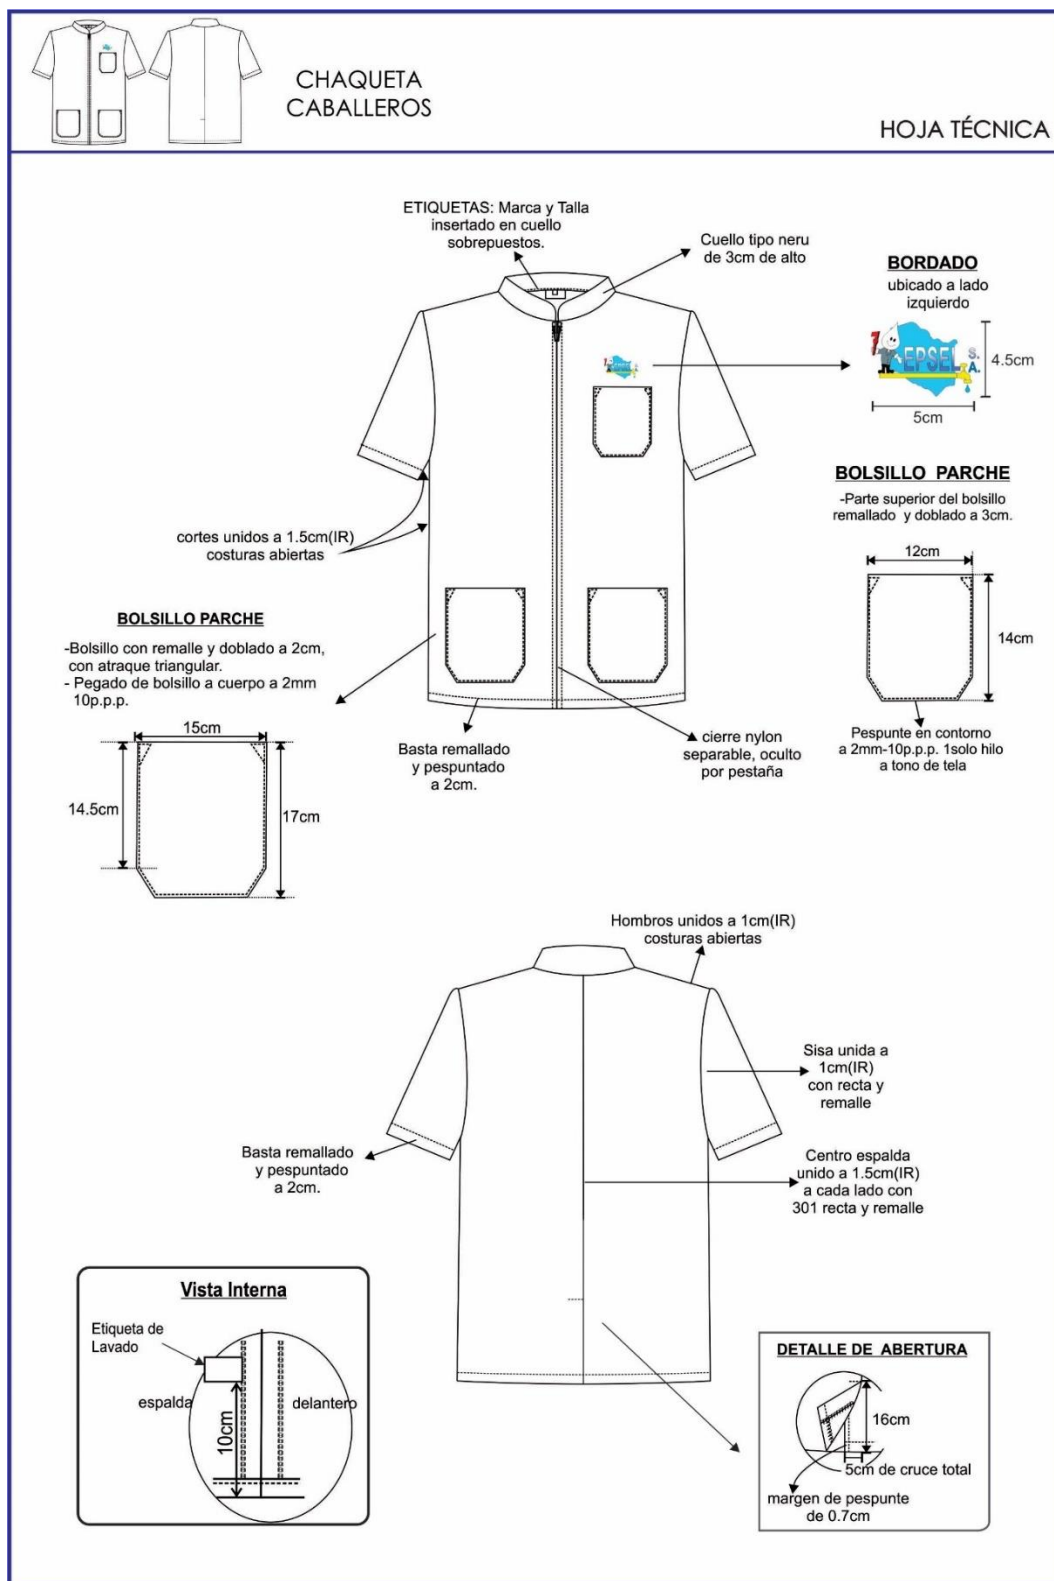 CHAQUETA
CABALLEROS
HOJA TÉCNICA
ETIQUETAS: Marca y Talla
insertado en cuello
sobrepuestos.
Cuello tipo neru
de 3cm de alto
BORDADO
ubicado a lado
izquierdo
EPSEL S.A.
4.5cm
5cm
cortes unidos a 1.5cm(IR)
costuras abiertas
BOLSILLO PARCHE
-Parte superior del bolsillo
remallado y doblado a 3cm.
12cm
14cm
Pespunte en contorno
a 2mm-10p.p.p. 1solo hilo
a tono de tela
BOLSILLO PARCHE
-Bolsillo con remalle y doblado a 2cm,
con atraque triangular.
- Pegado de bolsillo a cuerpo a 2mm
10p.p.p.
15cm
14.5cm
17cm
Basta remallado
y pespuntado
a 2cm.
cierre nylon
separable, oculto
por pestaña
Hombros unidos a 1cm(IR)
costuras abiertas
Sisa unida a
1cm(IR)
con recta y
remalle
Basta remallado
y pespuntado
a 2cm.
Centro espalda
unido a 1.5cm(IR)
a cada lado con
301 recta y remalle
Vista Interna
Etiqueta de
Lavado
espalda
delantero
10cm
DETALLE DE ABERTURA
16cm
5cm de cruce total
margen de pespunte
de 0.7cm